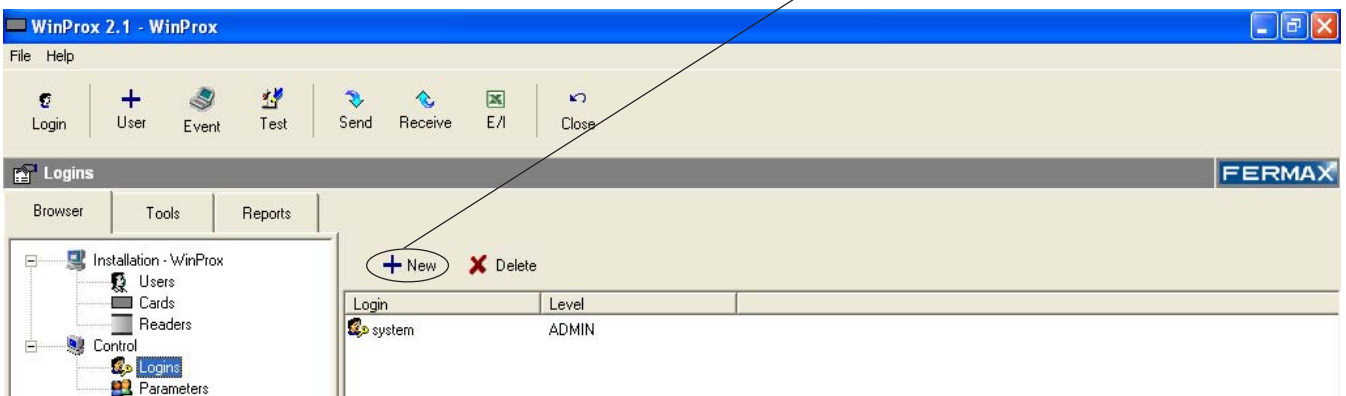 WinProx 2.1 - WinProx
File Help
Login User Event Test Send Receive E/I Close
Logins FERMAX
Browser Tools Reports
Installation - WinProx
Users
Cards
Readers
Control
Logins
Parameters
New Delete
Login Level
system ADMIN